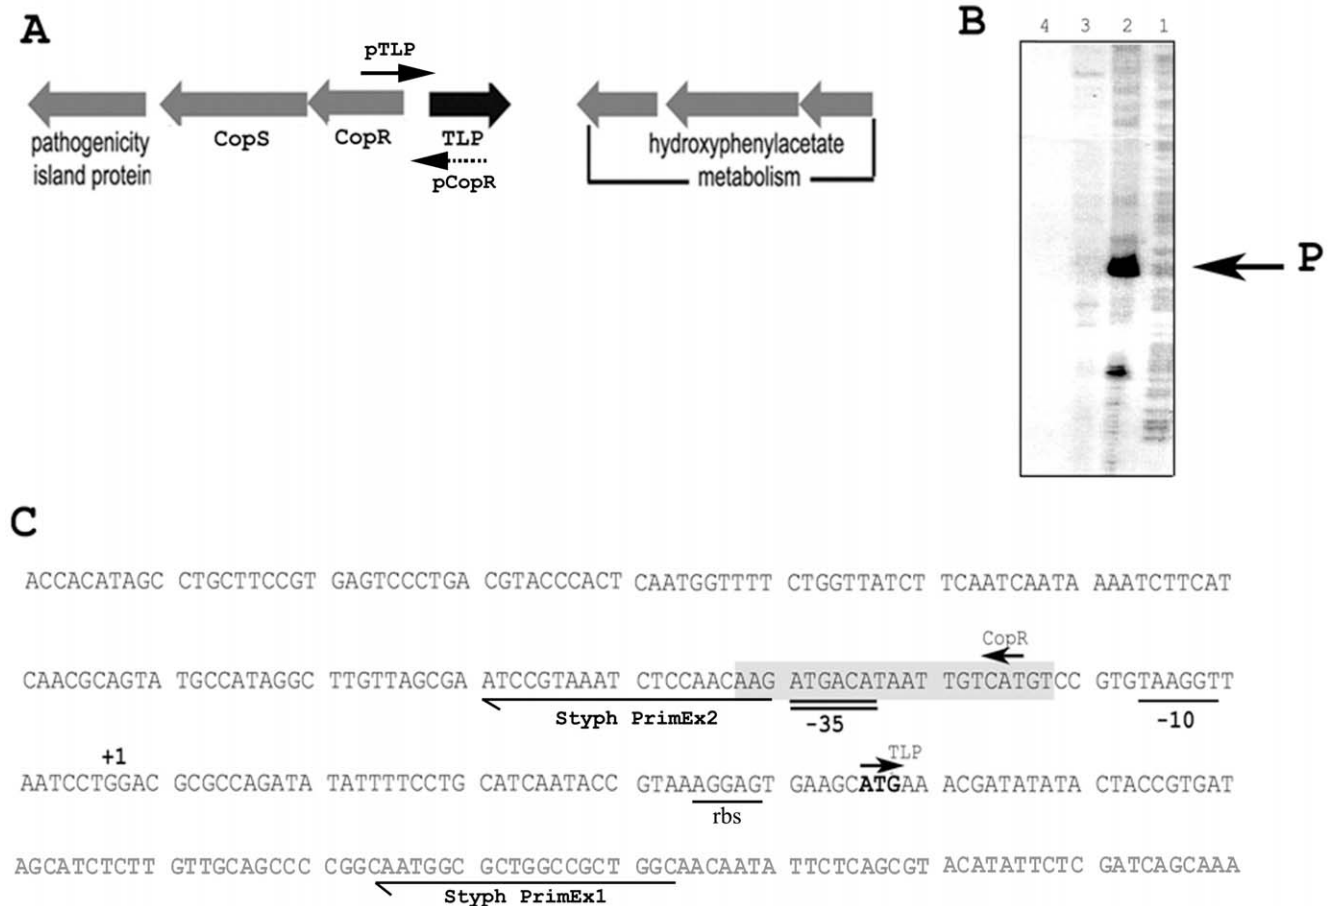 A
B
pTLP
4 3 2 1
pathogenicity
island protein
CopS
CopR
TLP
pCopR
hydroxyphenylacetate
metabolism
P
C
ACCACATAGC CTGCTTCCGT GAGTCCCTGA CGTACCCACT CAATGGTTTT CTGGTTATCT TCAATCAATA AAATCTTCAT
CopR
CAACGCAGTA TGCCATAGGC TTGTTAGCGA ATCCGTAAAT CTCCAACAAG ATGACATAAT TGTCATGTCC GTGTAAGGTT
Styph PrimEx2 -35 -10
+1 TLP
AATCCTGGAC GCGCCAGATA TATTTTCCTG CATCAATACC GTAAAGGAGT GAAGCATGAA ACGATATATA CTACCGTGAT
rbs
AGCATCTCTT GTTGCAGCCC CGGCAATGGC GCTGGCCGCT GGCAACAATA TTCTCAGCGT ACATATTCTC GATCAGCAAA
Styph PrimEx1